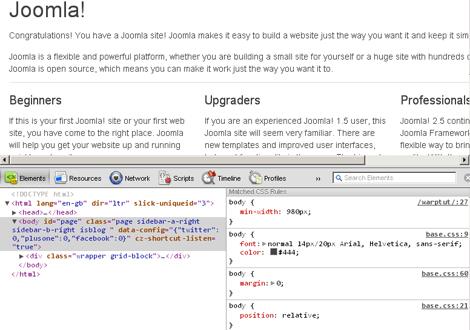 Joomla!
Congratulations! You have a Joomla site! Joomla makes it easy to build a website just the way you want it and keep it sim
Joomla is a flexible and powerful platform, whether you are building a small site for yourself or a huge site with hundreds o
Joomla is open source, which means you can make it work just the way you want it to.
Beginners
If this is your first Joomla! site or your first web
site, you have come to the right place. Joomla
will help you get your website up and running
Upgraders
If you are an experienced Joomla! 1.5 user, this
Joomla site will seem very familiar. There are
new templates and improved user interfaces,
Professionals
Joomla! 2.5 contin
Joomla Framework
flexible way to bring
Elements Resources Network Scripts Timeline Profiles » Search Elements
<!DOCTYPE html>
▼<html lang="en-gb" dir="ltr" slick-uniqueid="3">
▶<head>…</head>
▼<body id="page" class="page sidebar-a-right
sidebar-b-right isblog " data-config="{"twitter":
0,"plusone":0,"facebook":0}" cz-shortcut-listen=
"true">
▶<div class="wrapper grid-block">…</div>
</body>
</html>
Matched CSS Rules
body { /warptut/:27
min-width: 980px;
}
body { base.css:9
font:▶normal 14px/20px Arial, Helvetica, sans-serif;
color: #444;
}
body { base.css:60
margin:▶0;
}
body { base.css:21
position: relative;
}